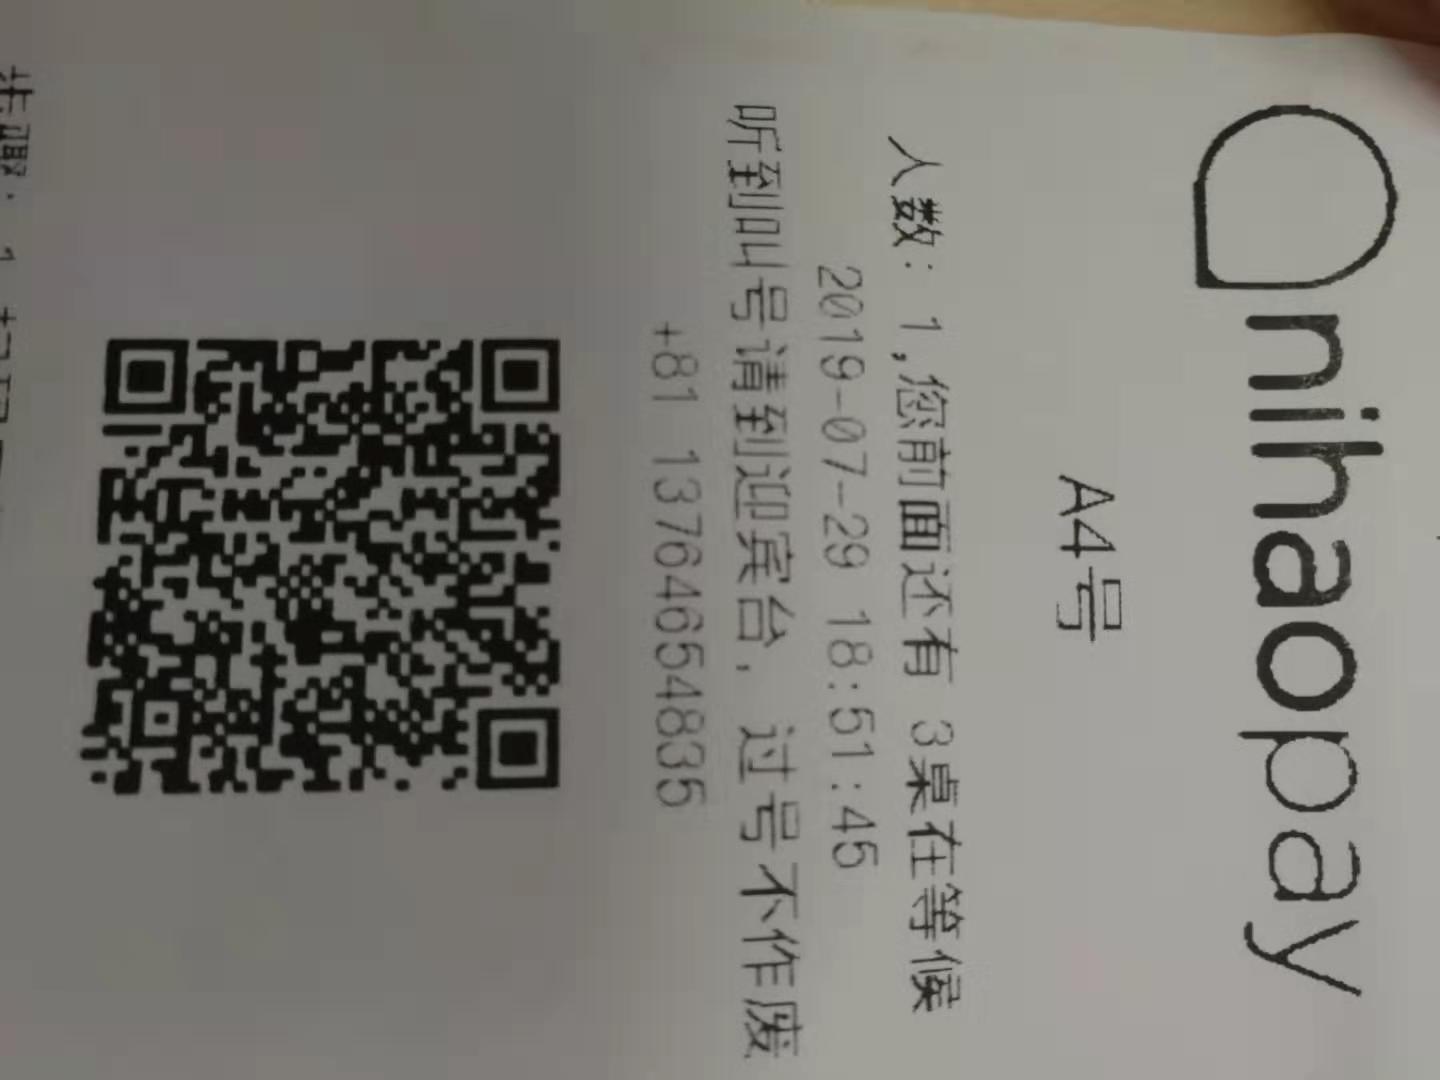 nihaopay
A4号
人数: 1,您前面还有 3桌在等候
2019-07-29 18:51:45
听到叫号请到迎宾台, 过号不作废
+81 13764654835